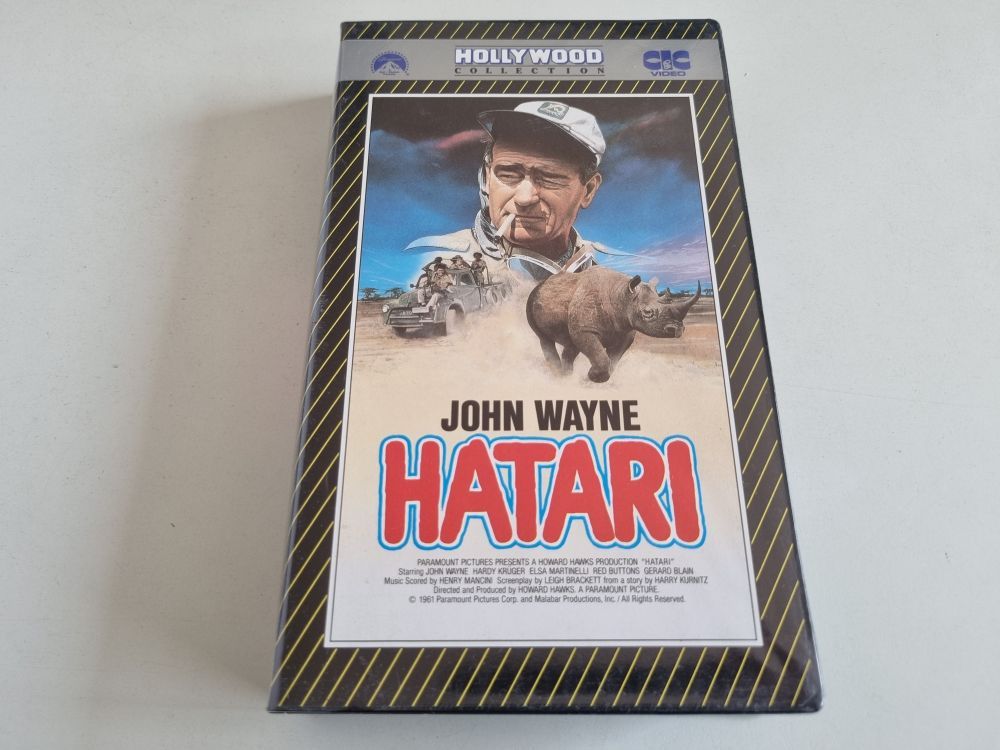 HOLLYWOOD
COLLECTION
CIC
&
VIDEO
JOHN WAYNE
HATARI
PARAMOUNT PICTURES PRESENTS A HOWARD HAWKS PRODUCTION "HATARI"
Starring JOHN WAYNE HARDY KRUGER ELSA MARTINELLI RED BUTTONS GERARD BLAIN
Music Scored by HENRY MANCINI Screenplay by LEIGH BRACKETT from a story by HARRY KURNITZ
Directed and Produced by HOWARD HAWKS. A PARAMOUNT PICTURE.
© 1961 Paramount Pictures Corp. and Malabar Productions, Inc. / All Rights Reserved.